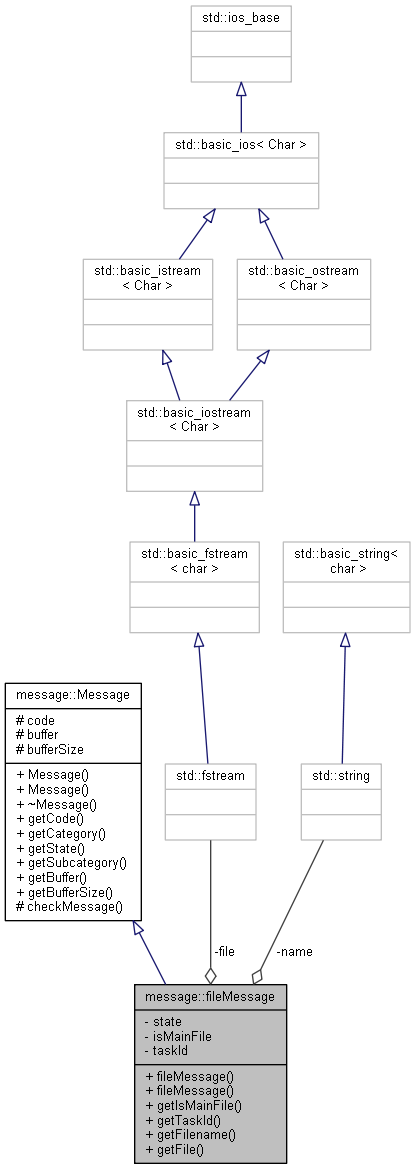 std::ios_base
std::basic_ios< Char >
std::basic_istream
< Char >
std::basic_ostream
< Char >
std::basic_iostream
< Char >
std::basic_fstream
< char >
std::basic_string<
char >
message::Message
# code
# buffer
# bufferSize
+ Message()
+ Message()
+ ~Message()
+ getCode()
+ getCategory()
+ getState()
+ getSubcategory()
+ getBuffer()
+ getBufferSize()
# checkMessage()
std::fstream
std::string
-file
-name
message::fileMessage
- state
- isMainFile
- taskId
+ fileMessage()
+ fileMessage()
+ getIsMainFile()
+ getTaskId()
+ getFilename()
+ getFile()